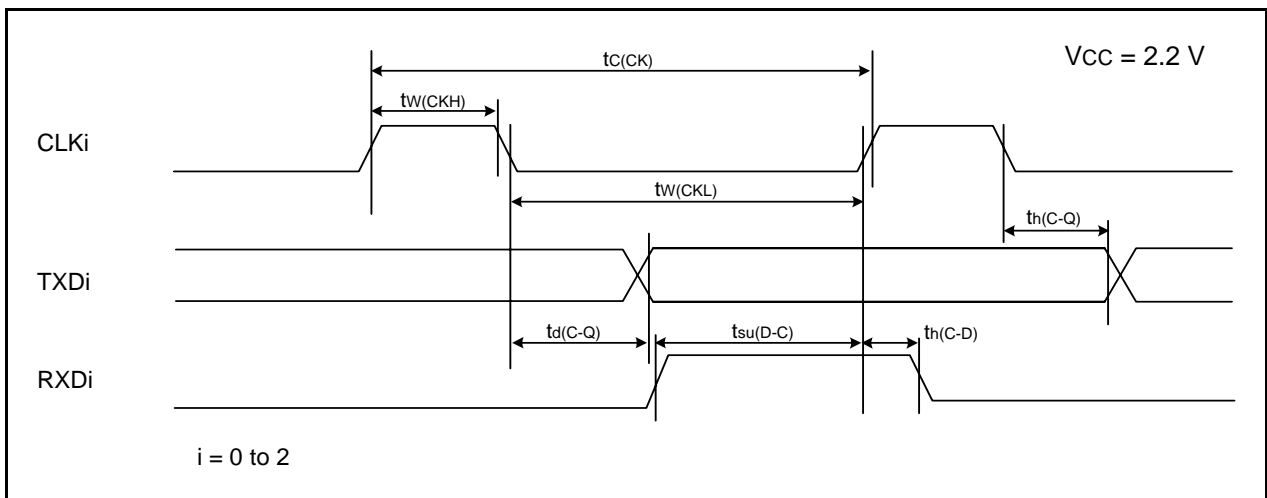 tC(CK)
VCC = 2.2 V
tW(CKH)
CLKi
tW(CKL)
th(C-Q)
TXDi
td(C-Q)
tsu(D-C)
th(C-D)
RXDi
i = 0 to 2